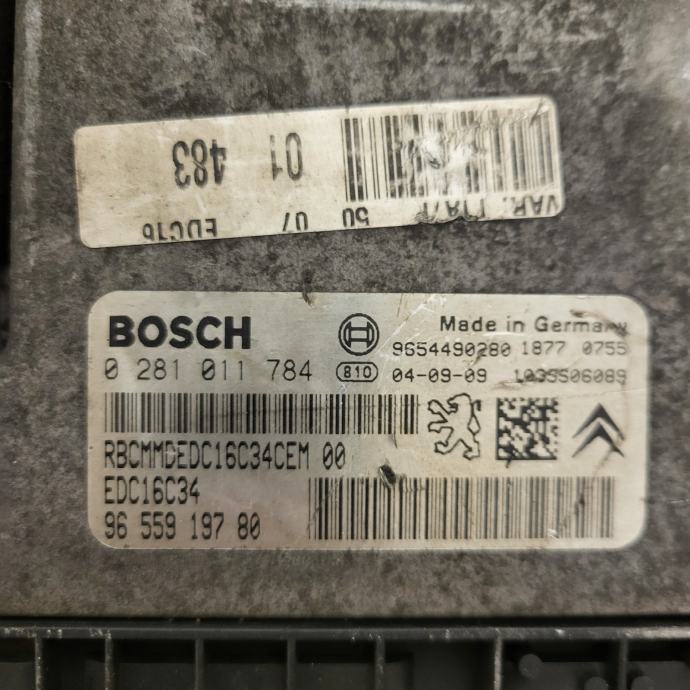 01 483
50 07 EDC16
BOSCH
Made in Germany
0 281 011 784
9654490280 1877 0755
810 04-09-09 1035506089
RBCMMDEDC16C34CEM 00
EDC16C34
96 559 197 80